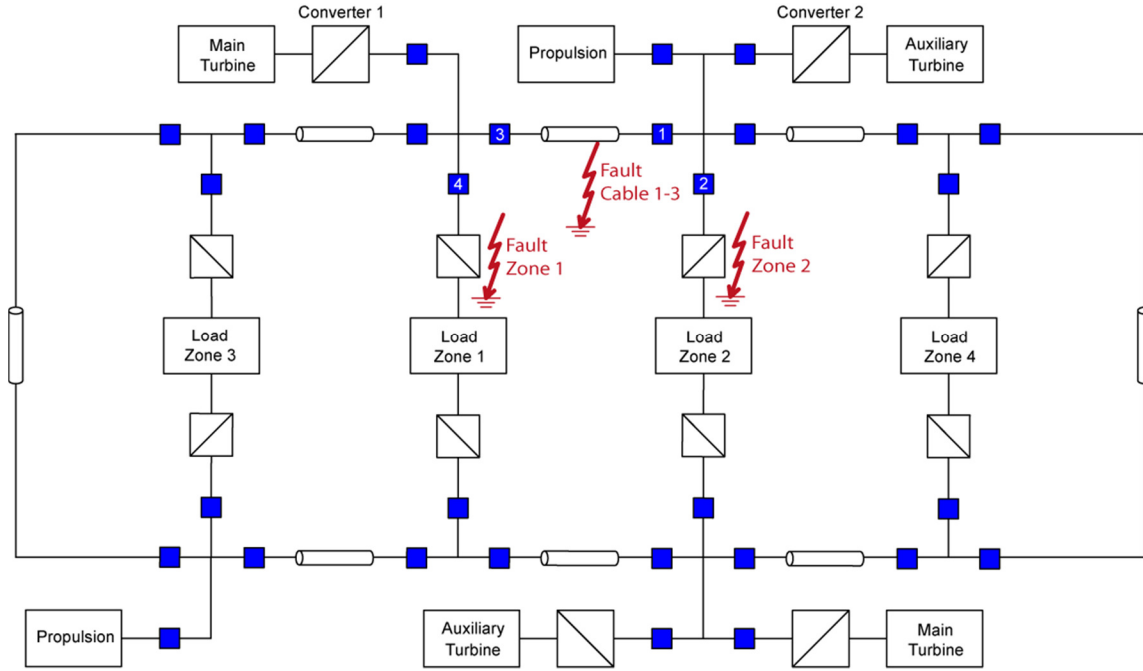 Converter 1
Converter 2
Main
Turbine
Propulsion
Auxiliary
Turbine
3
1
4
2
Fault
Cable 1-3
Fault
Zone 1
Fault
Zone 2
Load
Zone 3
Load
Zone 1
Load
Zone 2
Load
Zone 4
Propulsion
Auxiliary
Turbine
Main
Turbine